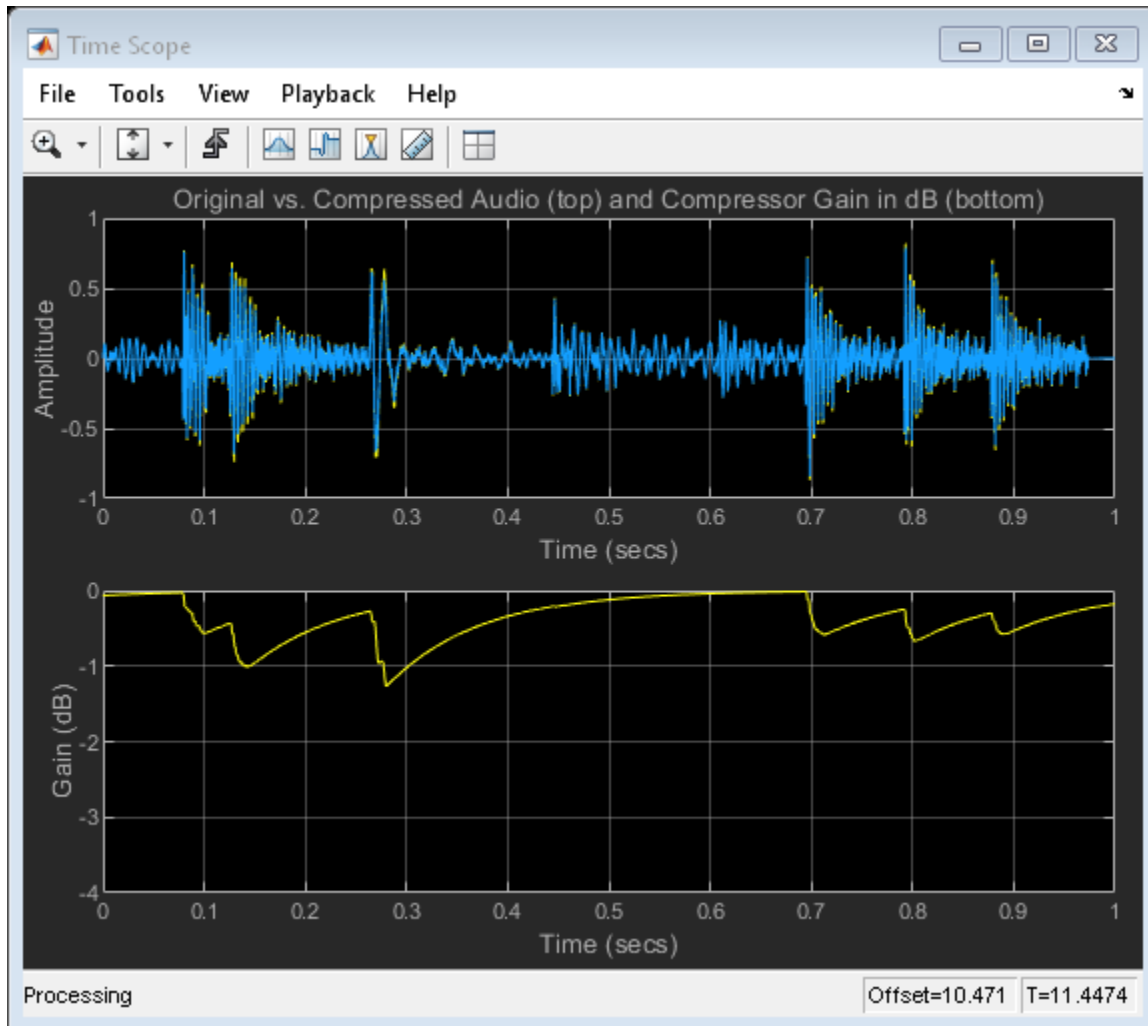 Time Scope
File Tools View Playback Help
Original vs. Compressed Audio (top) and Compressor Gain in dB (bottom)
1
0.5
0
-0.5
-1
Amplitude
0 0.1 0.2 0.3 0.4 0.5 0.6 0.7 0.8 0.9 1
Time (secs)
0
-1
-2
-3
-4
Gain (dB)
0 0.1 0.2 0.3 0.4 0.5 0.6 0.7 0.8 0.9 1
Time (secs)
Processing Offset=10.471 T=11.4474